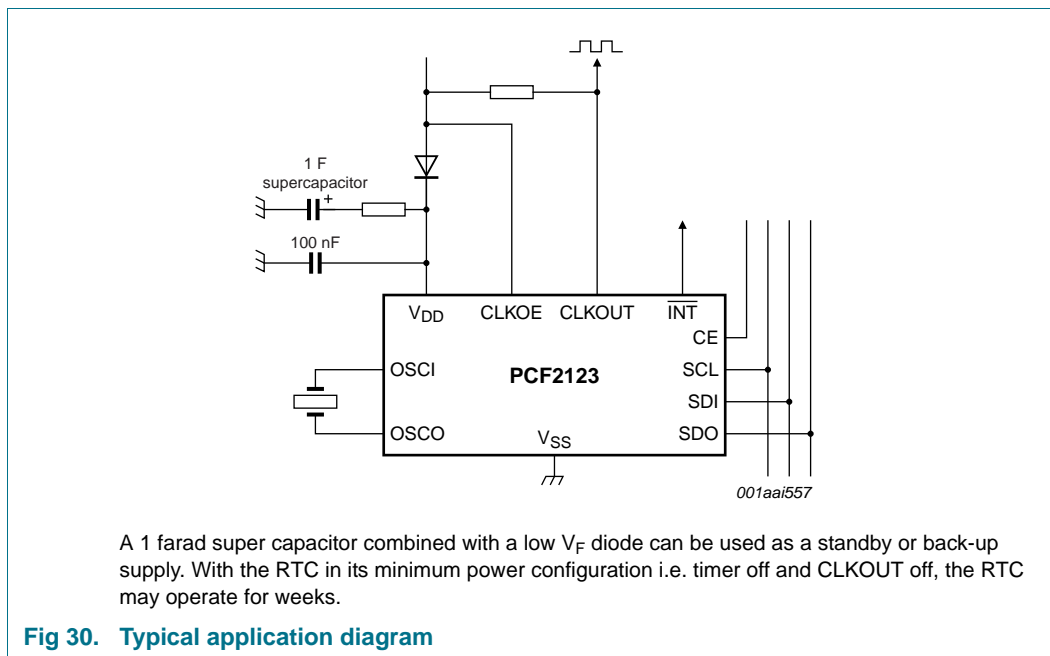 1 F
supercapacitor
+
100 nF
VDD
CLKOE
CLKOUT
INT
CE
OSCI
PCF2123
SCL
SDI
OSCO
VSS
SDO
001aai557
A 1 farad super capacitor combined with a low VF diode can be used as a standby or back-up
supply. With the RTC in its minimum power configuration i.e. timer off and CLKOUT off, the RTC
may operate for weeks.
Fig 30. Typical application diagram